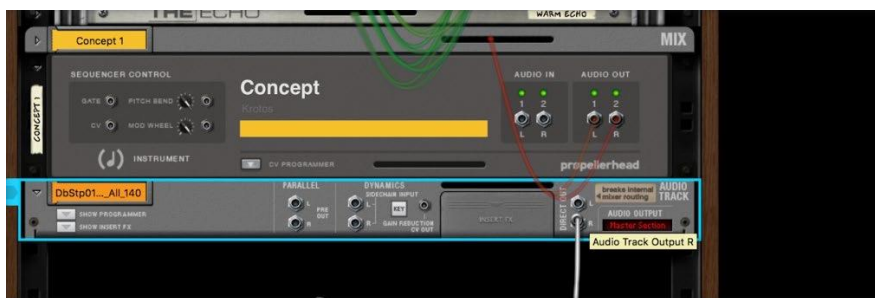 THE ECHO
WARM ECHO
Concept 1
MIX
SEQUENCER CONTROL
GATE
PITCH BEND
CV
MOD WHEEL
INSTRUMENT
CONCEPT 1
Concept
Krotos
CV PROGRAMMER
AUDIO IN
AUDIO OUT
1 2
1 2
L R
L R
propellerhead
DbStp01..._All_140
SHOW PROGRAMMER
SHOW INSERT FX
PARALLEL
L
R
PRE
OUT
DYNAMICS
SIDECHAIN INPUT
L
R
KEY
GAIN REDUCTION
CV OUT
INSERT FX
DIRECT OUT
L
R
breaks internal
mixer routing
AUDIO
TRACK
AUDIO OUTPUT
Master Section
Audio Track Output R